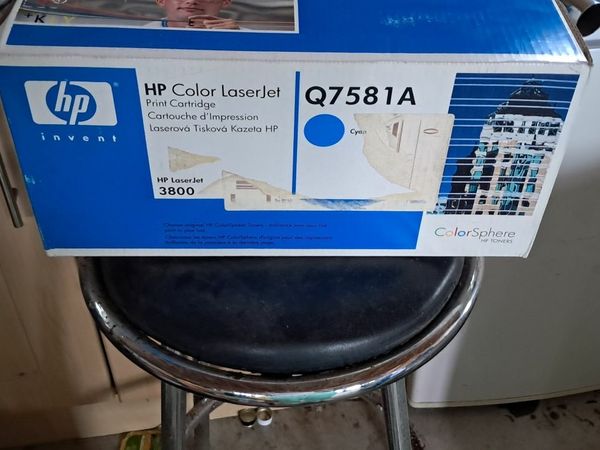 +K Y E
hp
invent
HP Color LaserJet
Print Cartridge
Cartouche d'Impression
Laserová Tisková Kazeta HP
HP LaserJet
3800
Q7581A
Cyan
ColorSphere
HP TONERS